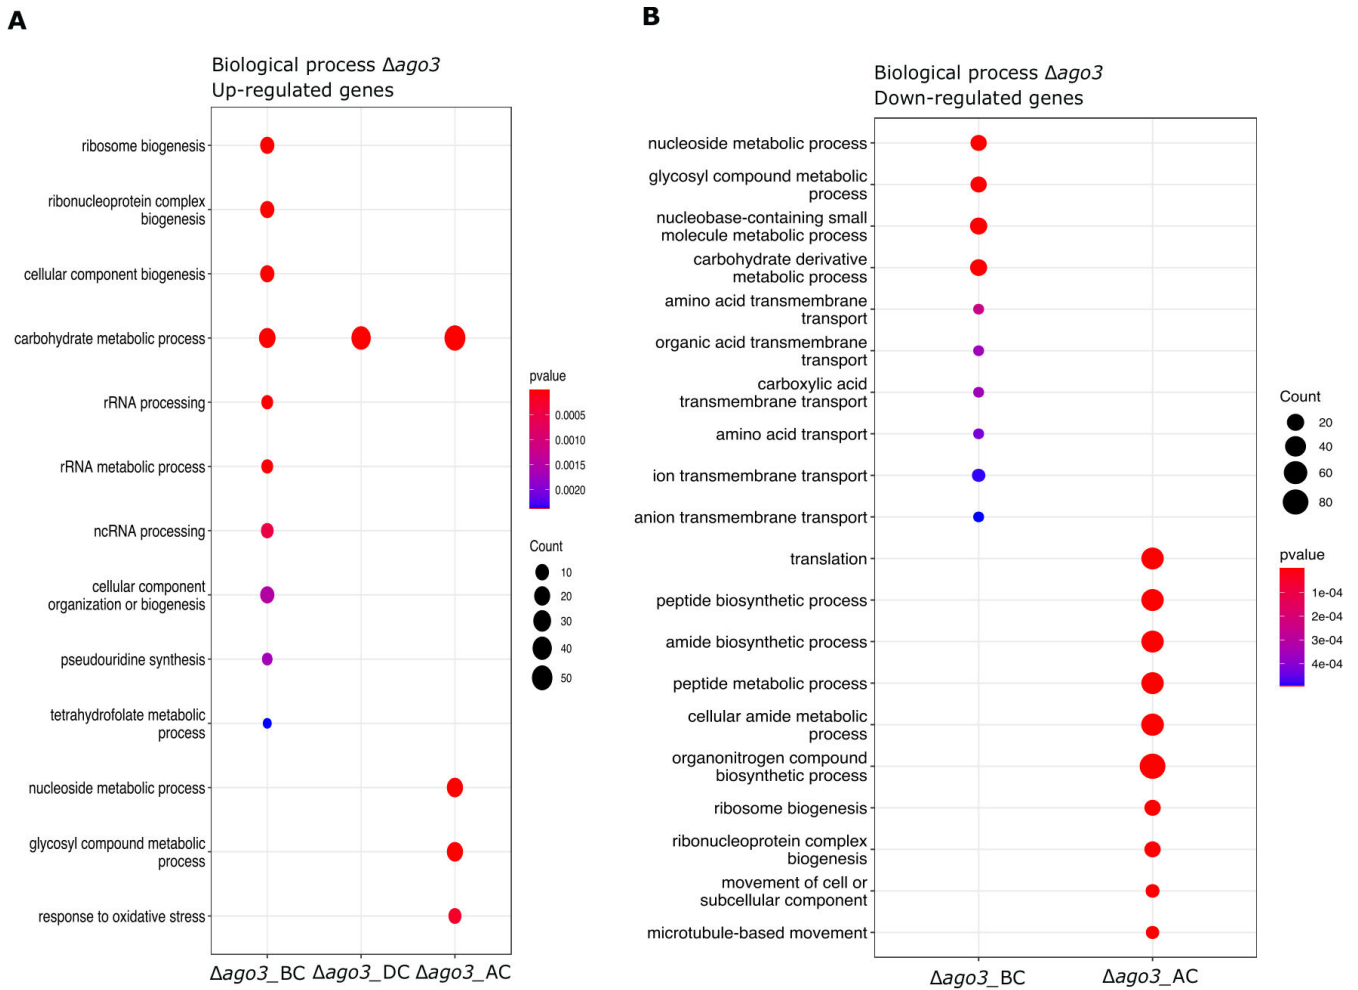 A
Biological process Δago3
Up-regulated genes
ribosome biogenesis
ribonucleoprotein complex
biogenesis
cellular component biogenesis
carbohydrate metabolic process
rRNA processing
rRNA metabolic process
ncRNA processing
cellular component
organization or biogenesis
pseudouridine synthesis
tetrahydrofolate metabolic
process
nucleoside metabolic process
glycosyl compound metabolic
process
response to oxidative stress
Δago3_BC Δago3_DC Δago3_AC
pvalue
0.0005
0.0010
0.0015
0.0020
Count
10
20
30
40
50
B
Biological process Δago3
Down-regulated genes
nucleoside metabolic process
glycosyl compound metabolic
process
nucleobase-containing small
molecule metabolic process
carbohydrate derivative
metabolic process
amino acid transmembrane
transport
organic acid transmembrane
transport
carboxylic acid
transmembrane transport
amino acid transport
ion transmembrane transport
anion transmembrane transport
translation
peptide biosynthetic process
amide biosynthetic process
peptide metabolic process
cellular amide metabolic
process
organonitrogen compound
biosynthetic process
ribosome biogenesis
ribonucleoprotein complex
biogenesis
movement of cell or
subcellular component
microtubule-based movement
Δago3_BC Δago3_AC
Count
20
40
60
80
pvalue
1e-04
2e-04
3e-04
4e-04